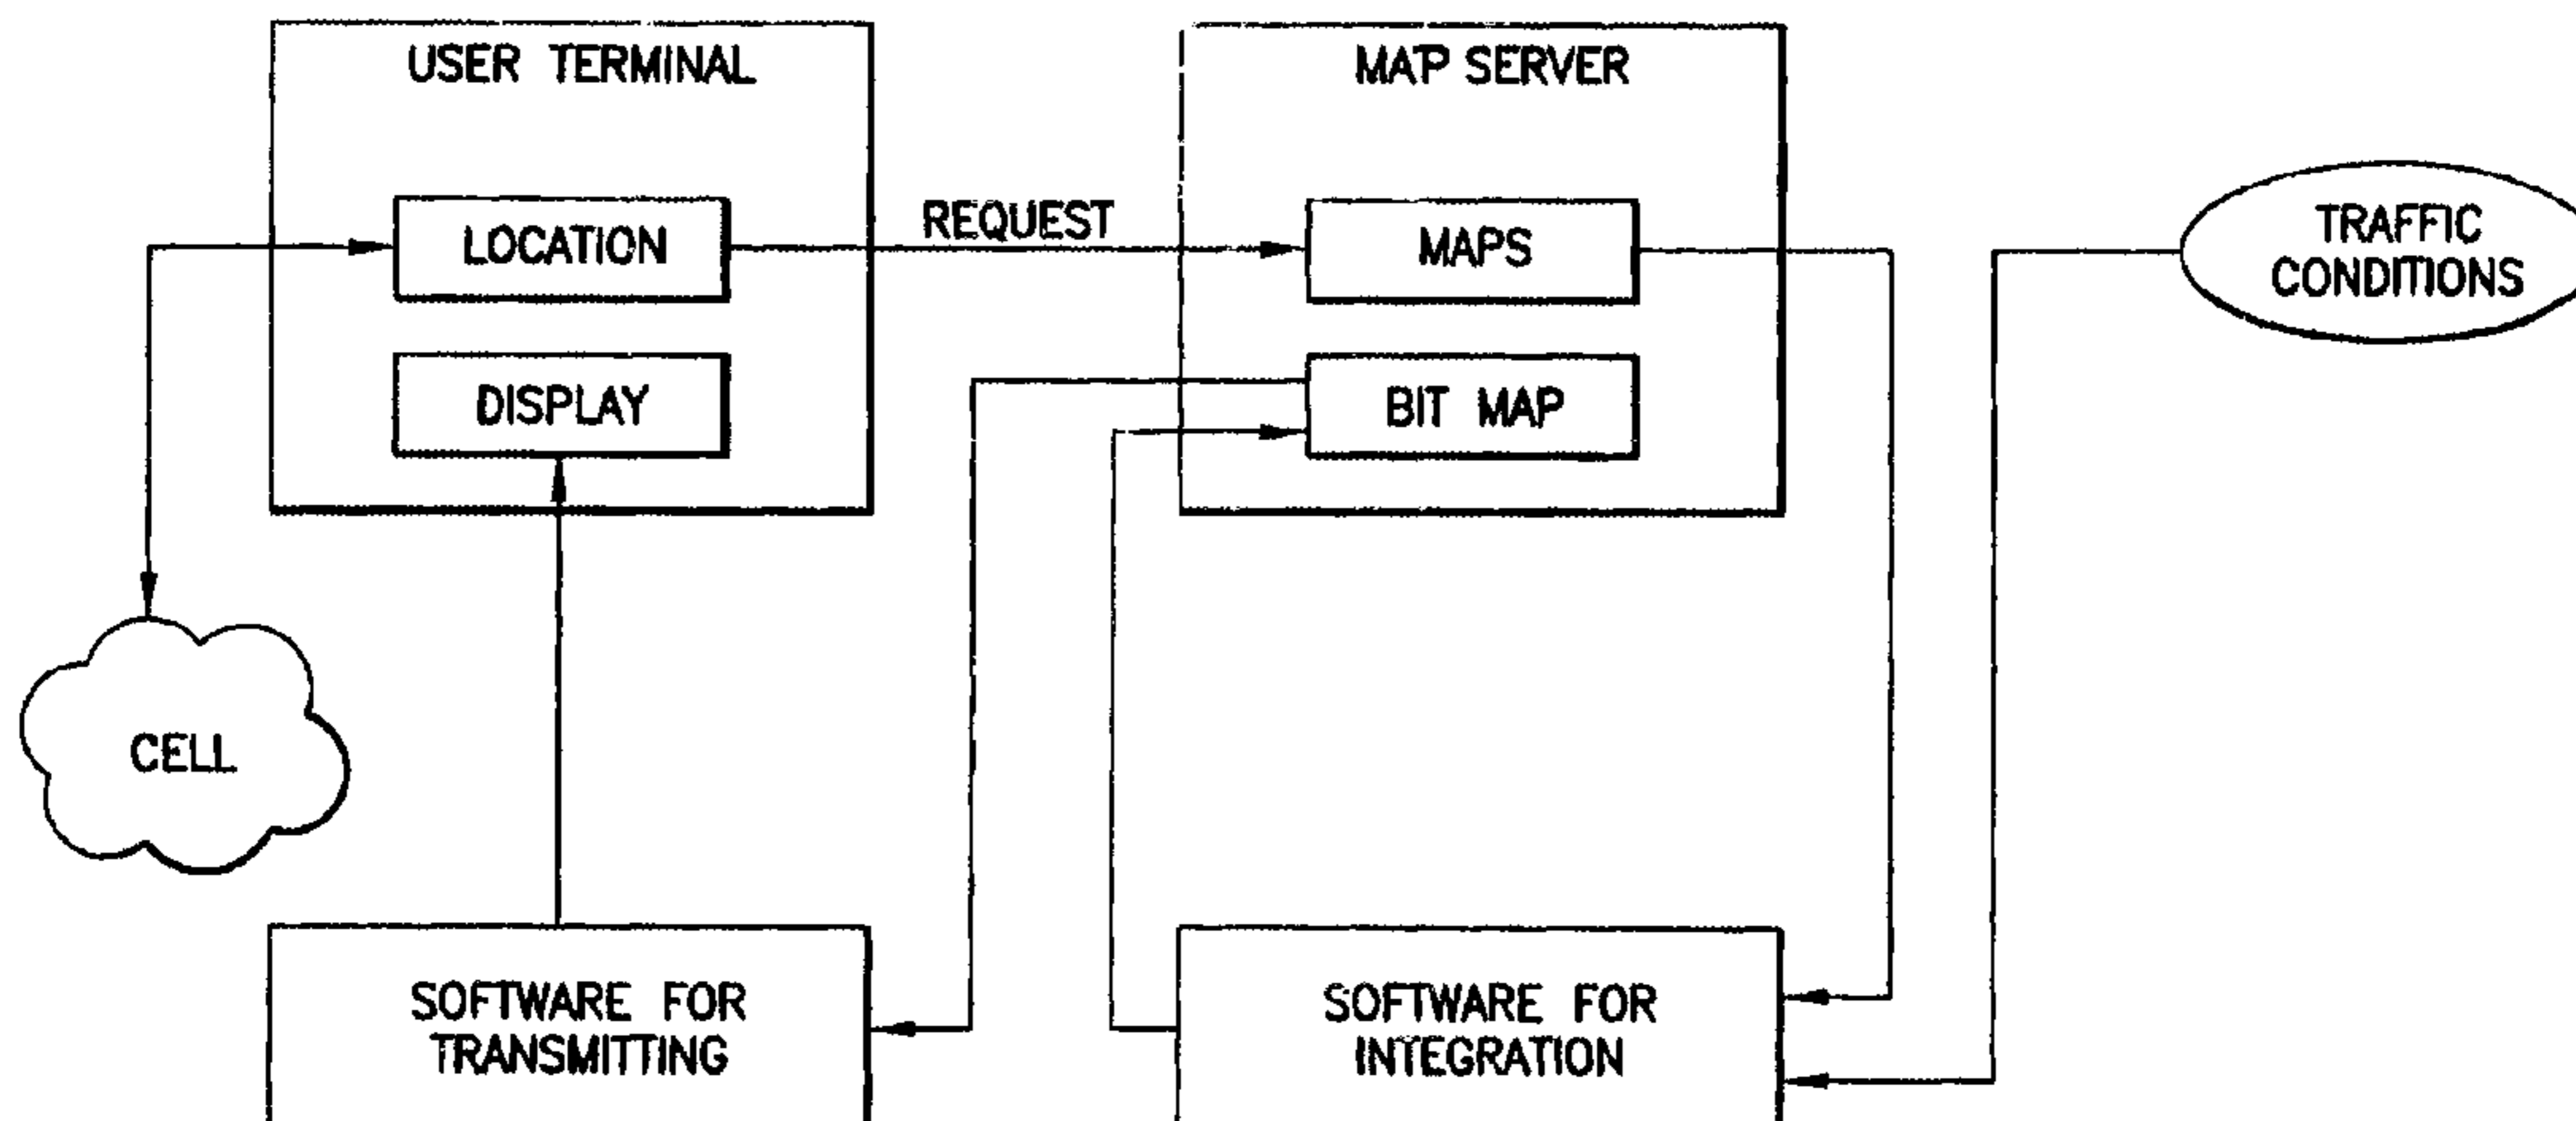 USER TERMINAL
MAP SERVER
LOCATION
REQUEST
MAPS
TRAFFIC
CONDITIONS
DISPLAY
BIT MAP
CELL
SOFTWARE FOR
TRANSMITTING
SOFTWARE FOR
INTEGRATION